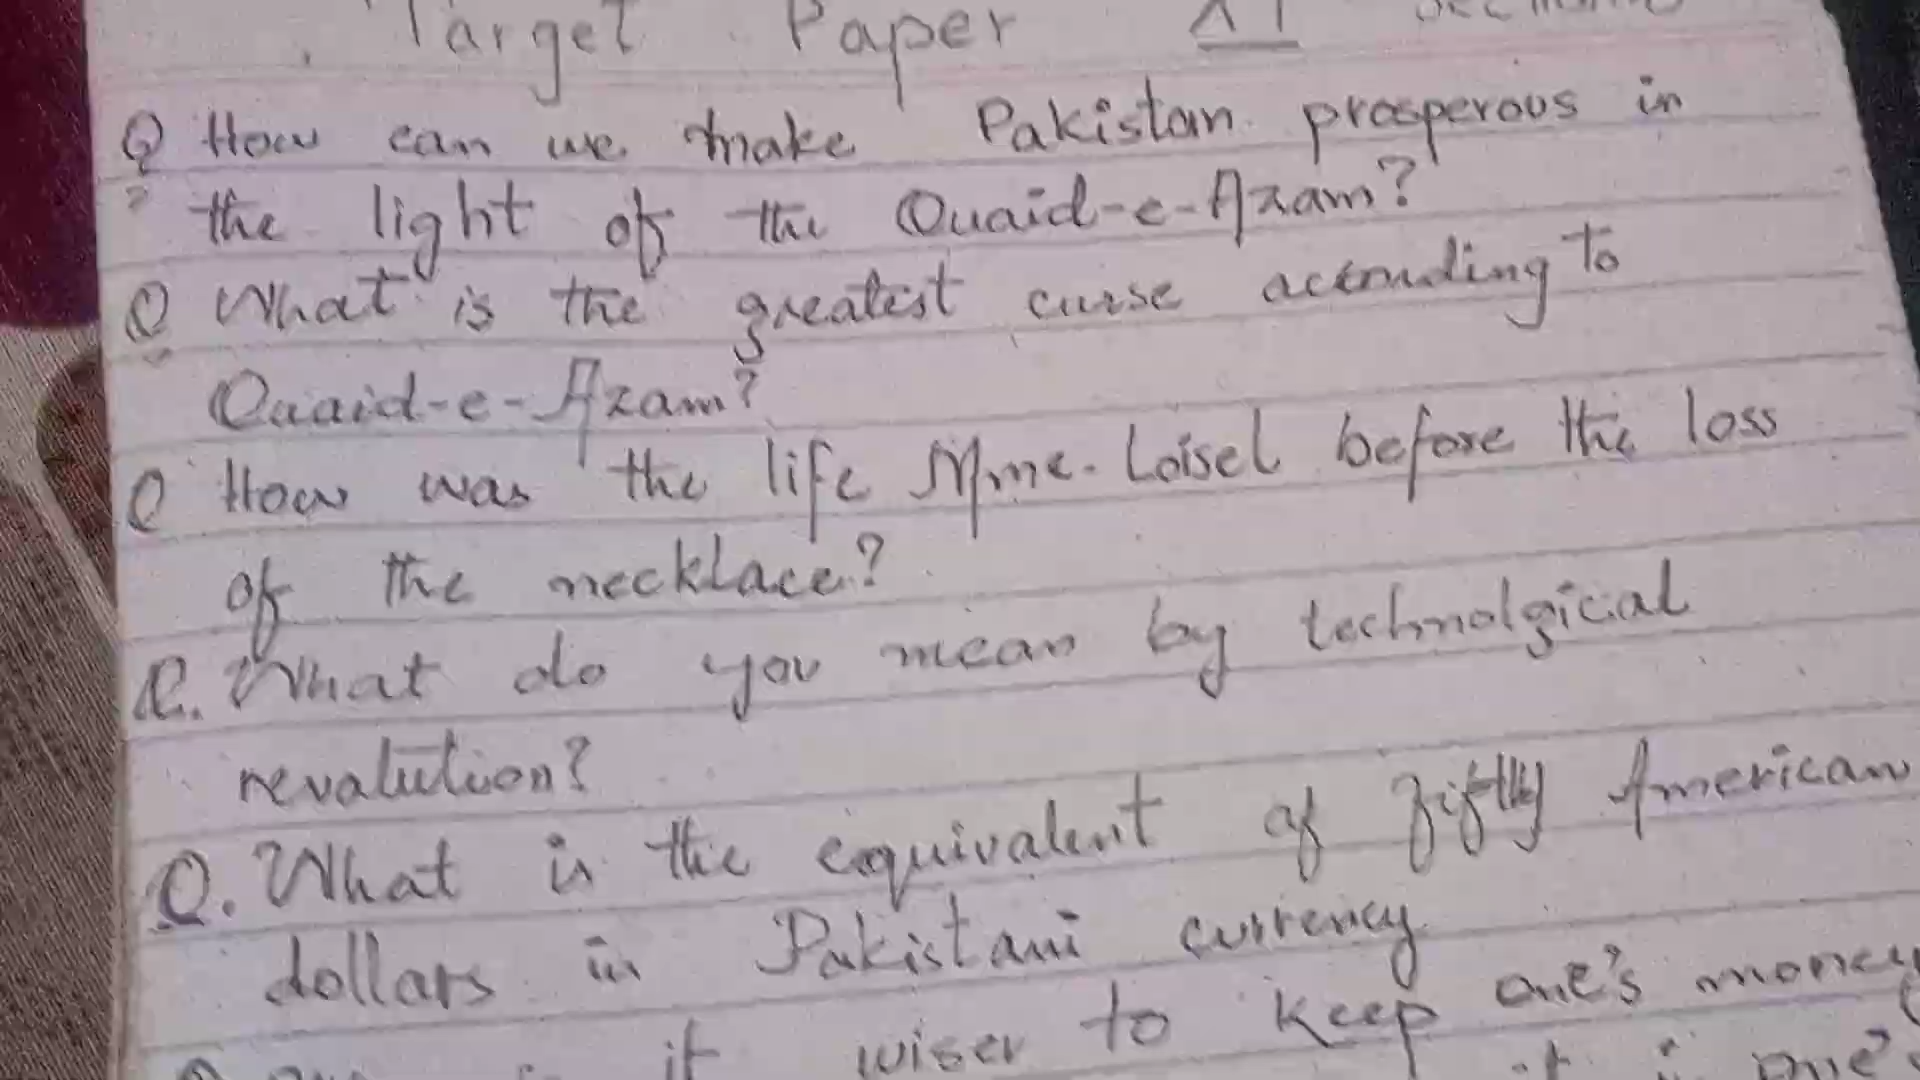 Target Paper XI
Q How can we make Pakistan prosperous in
the light of the Quaid-e-Azam?
Q What is the greatest curse accrouding to
Quaid-e-Azam?
Q How was the life Mme. Loisel before the loss
of the necklace?
Q. What do you mean by technolgical
revalution?
Q. What is the equivalent of fiftly American
dollars in Pakistani currency
it wiser to keep one's money